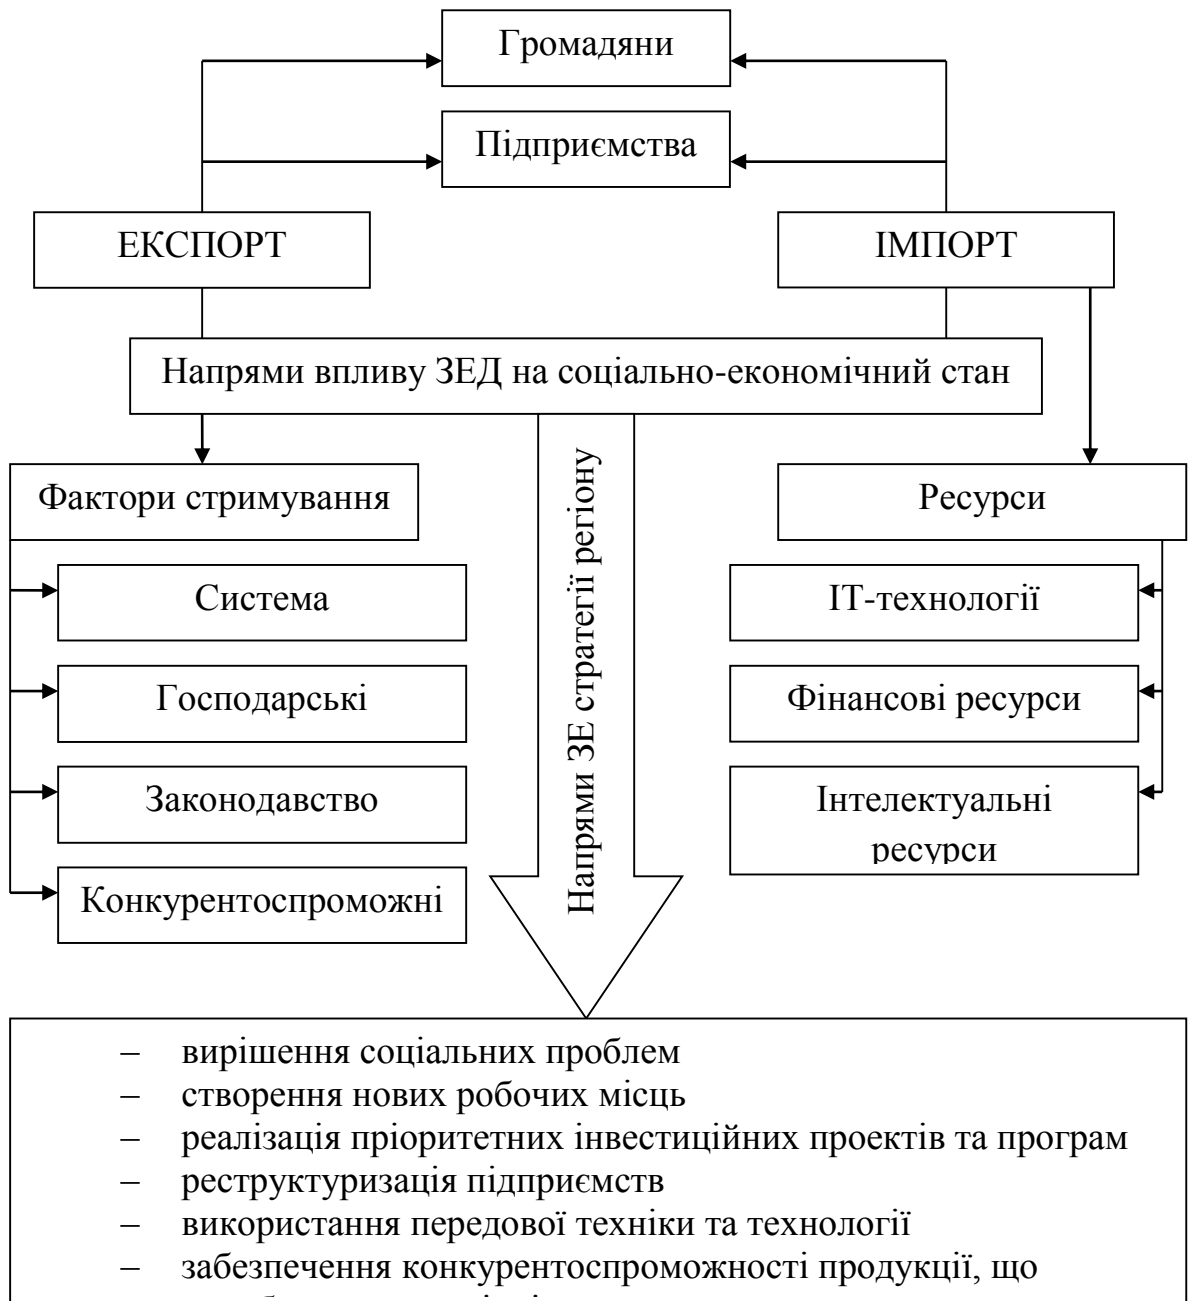 Громадяни
Підприємства
ЕКСПОРТ
ІМПОРТ
Напрями впливу ЗЕД на соціально-економічний стан
Фактори стримування
Ресурси
Напрями ЗЕ стратегії регіону
Система
ІТ-технології
Господарські
Фінансові ресурси
Законодавство
Інтелектуальні
ресурси
Конкурентоспроможні
– вирішення соціальних проблем
– створення нових робочих місць
– реалізація пріоритетних інвестиційних проектів та програм
– реструктуризація підприємств
– використання передової техніки та технології
– забезпечення конкурентоспроможності продукції, що